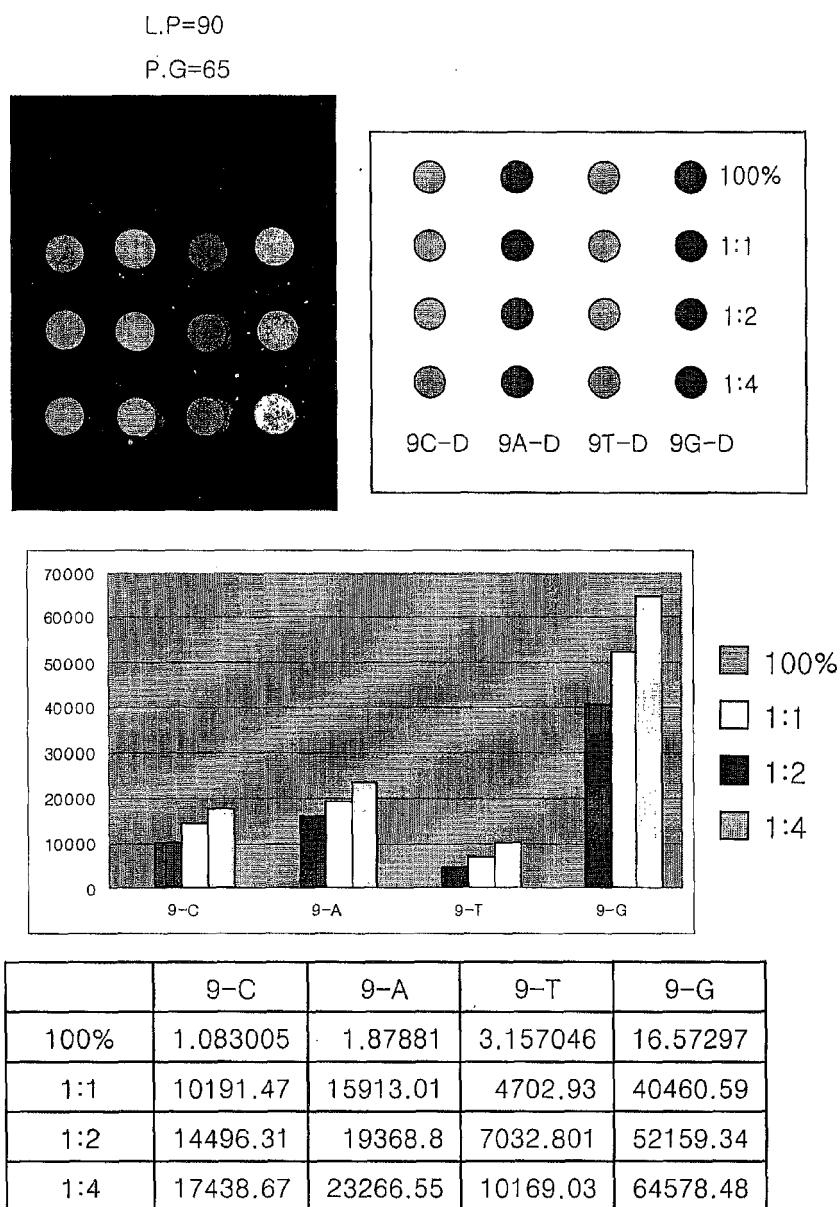 L.P=90
P.G=65
100%
1:1
1:2
1:4
9C-D 9A-D 9T-D 9G-D
70000
60000
50000
40000
30000
20000
10000
0
9-C 9-A 9-T 9-G
100%
1:1
1:2
1:4
9-C 9-A 9-T 9-G
100% 1.083005 1.87881 3.157046 16.57297
1:1 10191.47 15913.01 4702.93 40460.59
1:2 14496.31 19368.8 7032.801 52159.34
1:4 17438.67 23266.55 10169.03 64578.48